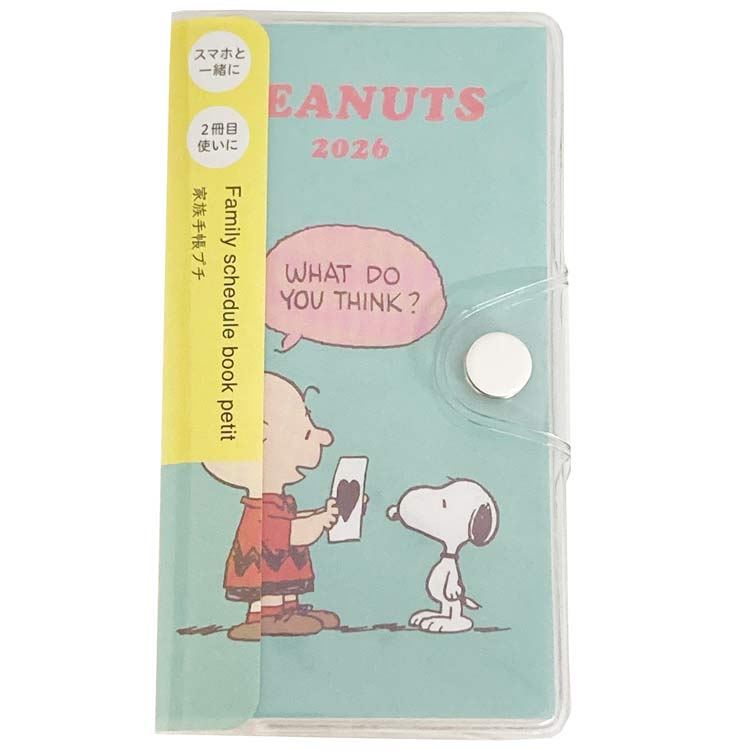 スマホと
一緒に
2冊目
使いに
Family schedule book petit
家族手帳プチ
PEANUTS
2026
WHAT DO
YOU THINK?